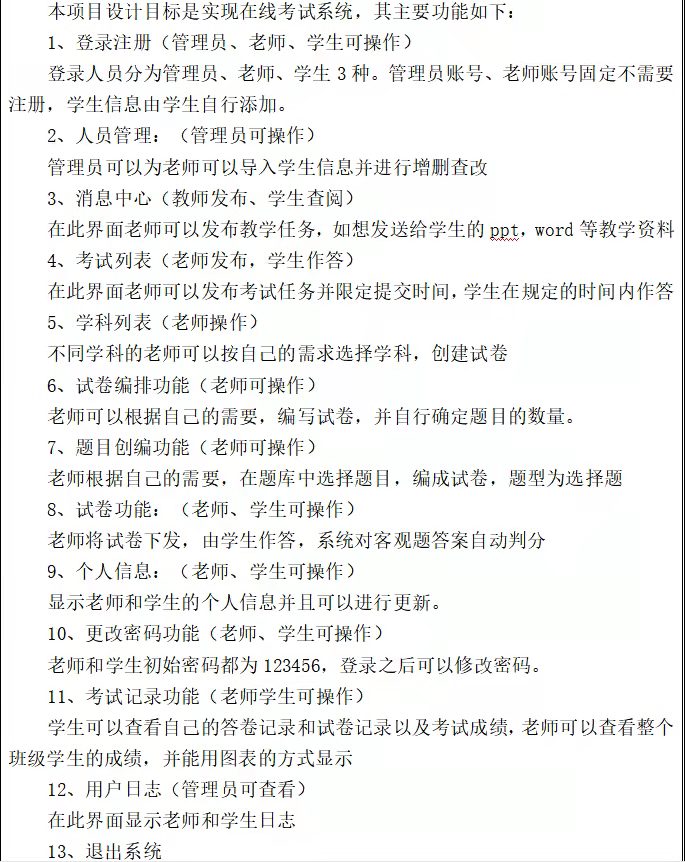 本项目设计目标是实现在线考试系统，其主要功能如下：
1、登录注册（管理员、老师、学生可操作）
登录人员分为管理员、老师、学生3种。管理员账号、老师账号固定不需要
注册，学生信息由学生自行添加。
2、人员管理：（管理员可操作）
管理员可以为老师可以导入学生信息并进行增删查改
3、消息中心（教师发布、学生查阅）
在此界面老师可以发布教学任务，如想发送给学生的ppt，word等教学资料
4、考试列表（老师发布，学生作答）
在此界面老师可以发布考试任务并限定提交时间，学生在规定的时间内作答
5、学科列表（老师操作）
不同学科的老师可以按自己的需求选择学科，创建试卷
6、试卷编排功能（老师可操作）
老师可以根据自己的需要，编写试卷，并自行确定题目的数量。
7、题目创编功能（老师可操作）
老师根据自己的需要，在题库中选择题目，编成试卷，题型为选择题
8、试卷功能：（老师、学生可操作）
老师将试卷下发，由学生作答，系统对客观题答案自动判分
9、个人信息：（老师、学生可操作）
显示老师和学生的个人信息并且可以进行更新。
10、更改密码功能（老师、学生可操作）
老师和学生初始密码都为123456，登录之后可以修改密码。
11、考试记录功能（老师学生可操作）
学生可以查看自己的答卷记录和试卷记录以及考试成绩，老师可以查看整个
班级学生的成绩，并能用图表的方式显示
12、用户日志（管理员可查看）
在此界面显示老师和学生日志
13、退出系统